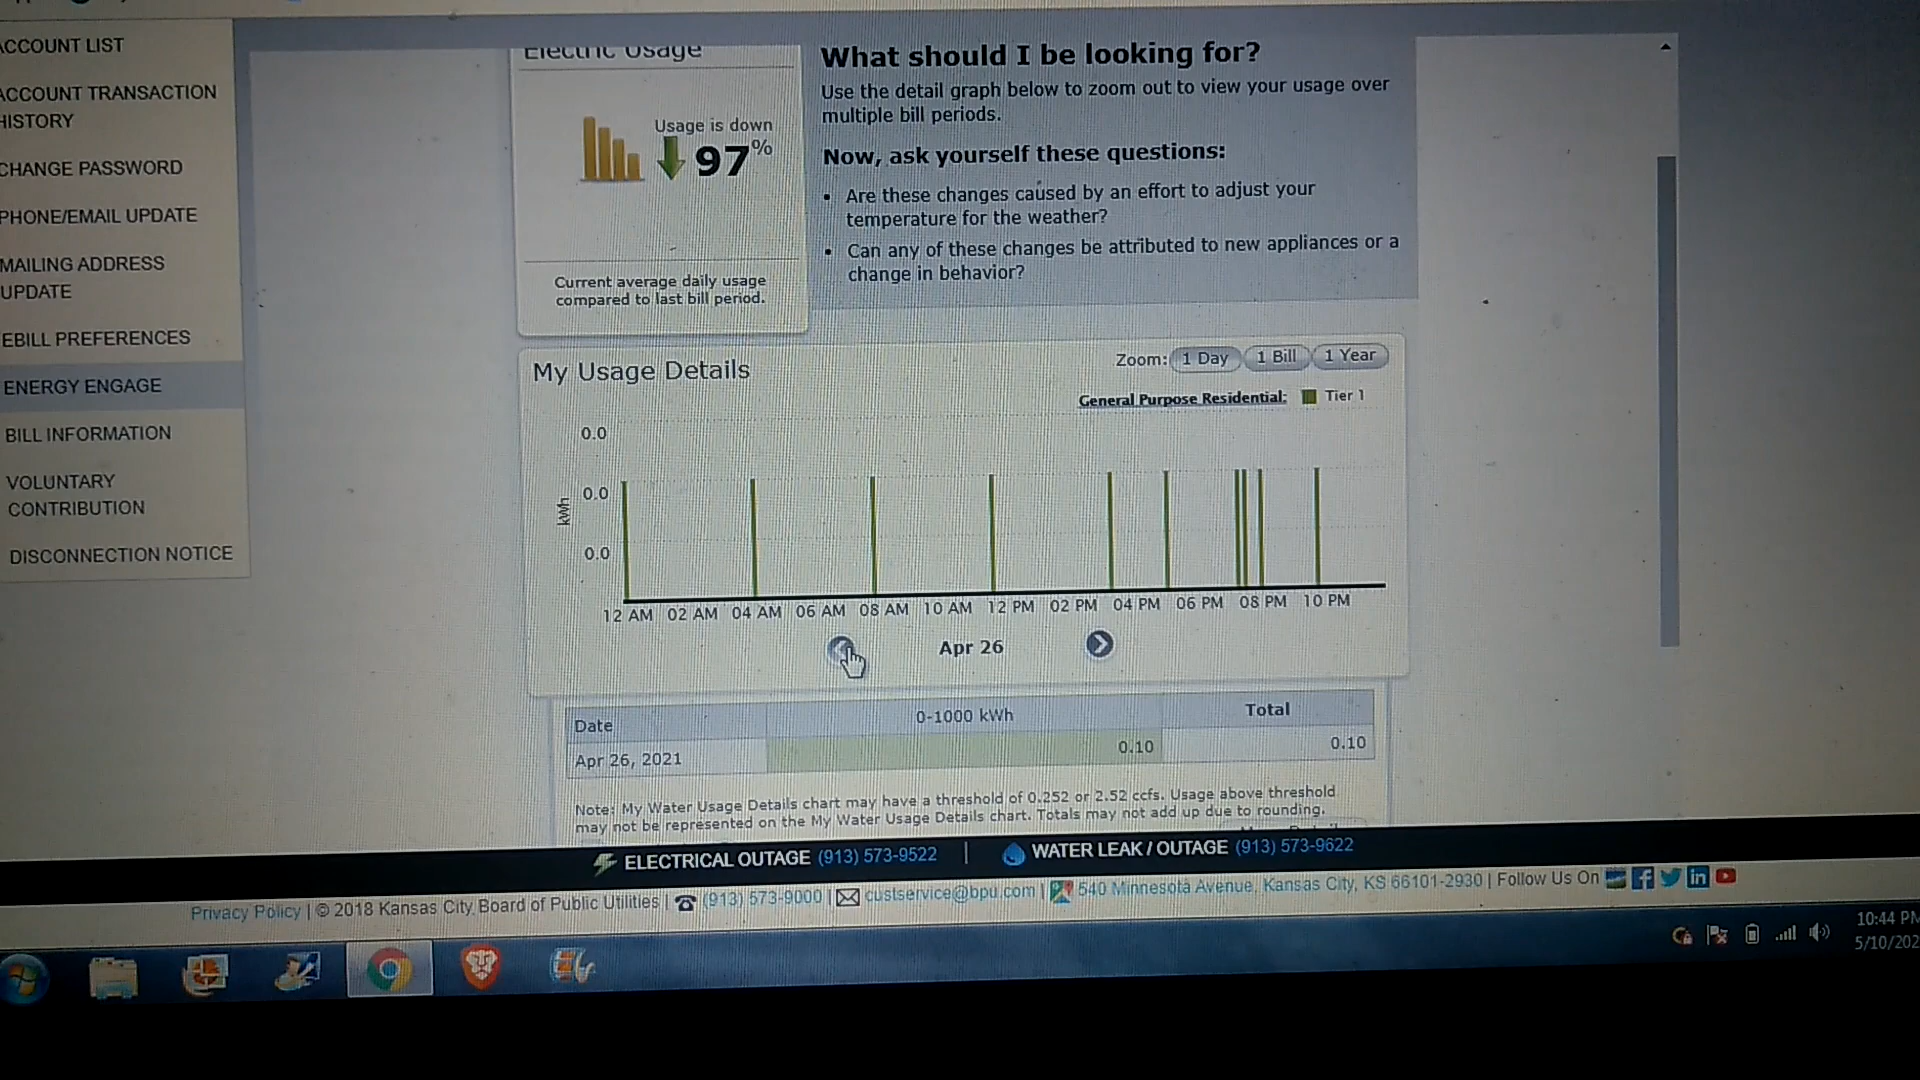 ACCOUNT LIST
ACCOUNT TRANSACTION
HISTORY
CHANGE PASSWORD
PHONE/EMAIL UPDATE
MAILING ADDRESS
UPDATE
EBILL PREFERENCES
ENERGY ENGAGE
BILL INFORMATION
VOLUNTARY
CONTRIBUTION
DISCONNECTION NOTICE
Electric Usage
Usage is down
97%
Current average daily usage
compared to last bill period.
What should I be looking for?
Use the detail graph below to zoom out to view your usage over
multiple bill periods.
Now, ask yourself these questions:
• Are these changes caused by an effort to adjust your
temperature for the weather?
• Can any of these changes be attributed to new appliances or a
change in behavior?
My Usage Details
Zoom: 1 Day 1 Bill 1 Year
General Purpose Residential: Tier 1
0.0
0.0
0.0
kWh
12 AM 02 AM 04 AM 06 AM 08 AM 10 AM 12 PM 02 PM 04 PM 06 PM 08 PM 10 PM
Apr 26
Date 0-1000 kWh Total
Apr 26, 2021 0.10 0.10
Note: My Water Usage Details chart may have a threshold of 0.252 or 2.52 ccfs. Usage above threshold
may not be represented on the My Water Usage Details chart. Totals may not add up due to rounding.
ELECTRICAL OUTAGE (913) 573-9522 | WATER LEAK / OUTAGE (913) 573-9622
Privacy Policy | © 2018 Kansas City Board of Public Utilities | (913) 573-9000 | custservice@bpu.com | 540 Minnesota Avenue, Kansas City, KS 66101-2930 | Follow Us On
10:44 PM
5/10/202